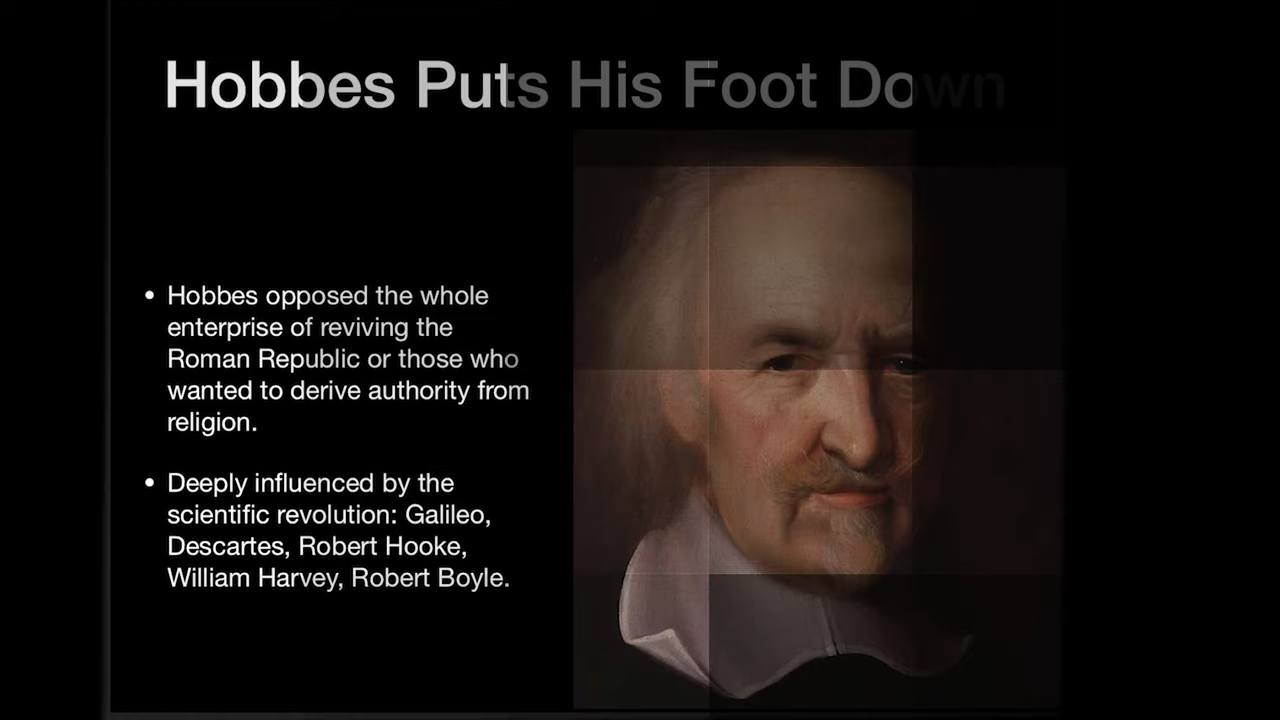 Hobbes Puts His Foot Down
• Hobbes opposed the whole
enterprise of reviving the
Roman Republic or those who
wanted to derive authority from
religion.
• Deeply influenced by the
scientific revolution: Galileo,
Descartes, Robert Hooke,
William Harvey, Robert Boyle.